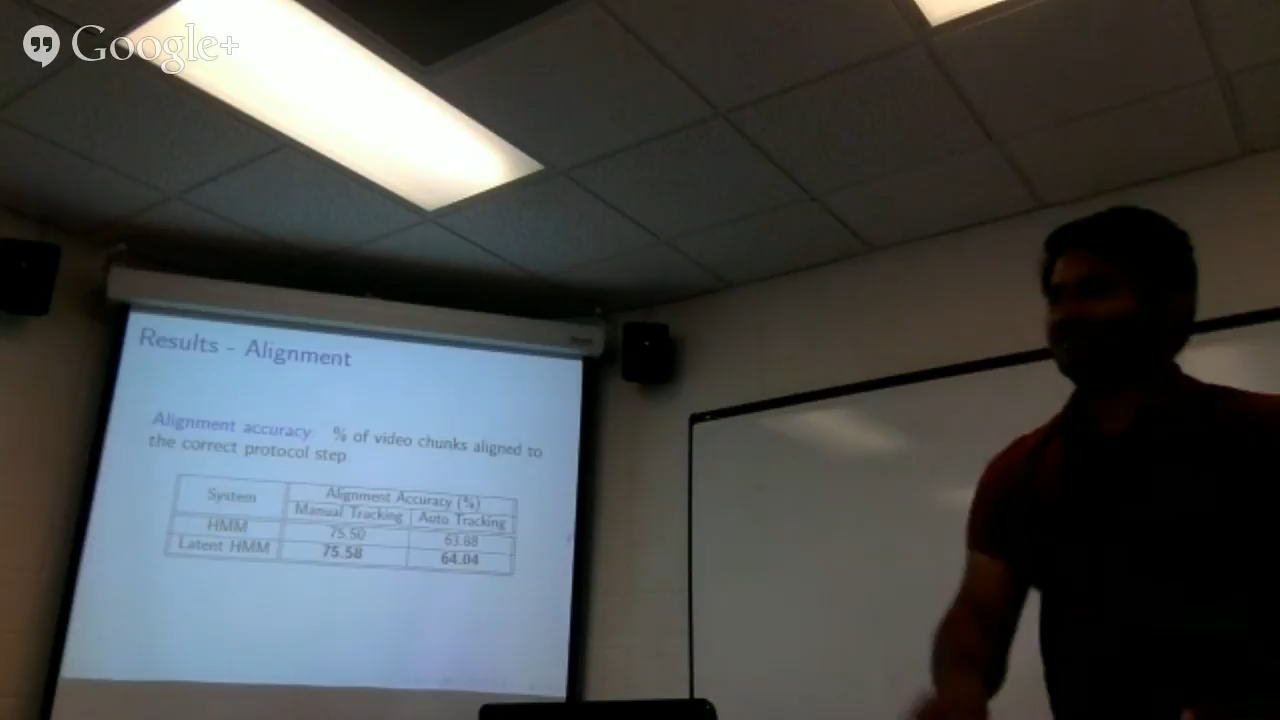 Google+
Results - Alignment
Alignment accuracy: % of video chunks aligned to
the correct protocol step
System Alignment Accuracy (%)
Manual Tracking Auto Tracking
HMM 75.50 63.88
Latent HMM 75.58 64.04